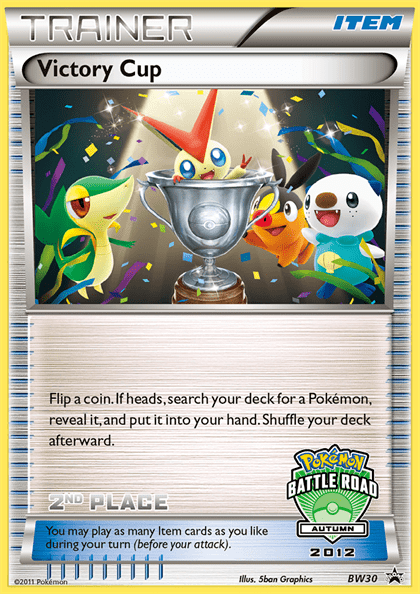 TRAINER
ITEM
Victory Cup
Flip a coin. If heads, search your deck for a Pokémon,
reveal it, and put it into your hand. Shuffle your deck
afterward.
2ND PLACE
Pokémon
BATTLE ROAD
AUTUMN
2012
You may play as many Item cards as you like
during your turn (before your attack).
©2011 Pokémon
Illus. 5ban Graphics
BW30
PROMO